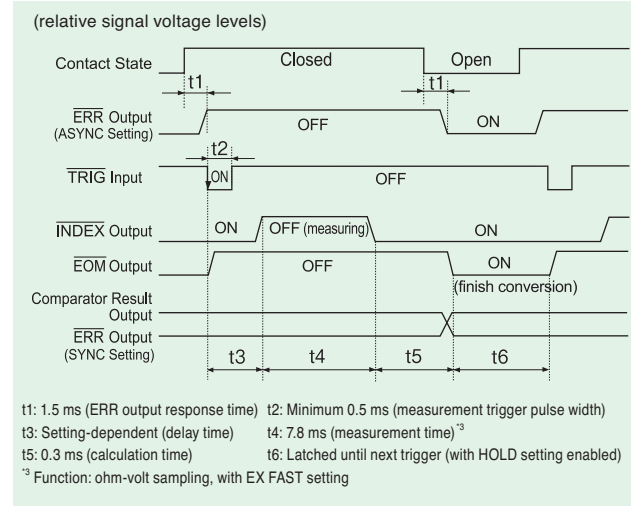 (relative signal voltage levels)
Contact State
Closed
Open
t1
t1
ERR Output
(ASYNC Setting)
OFF
ON
t2
TRIG Input
ON
OFF
INDEX Output
ON
OFF (measuring)
ON
EOM Output
OFF
ON
(finish conversion)
Comparator Result
Output
ERR Output
(SYNC Setting)
t3
t4
t5
t6
t1: 1.5 ms (ERR output response time) t2: Minimum 0.5 ms (measurement trigger pulse width)
t3: Setting-dependent (delay time) t4: 7.8 ms (measurement time)*3
t5: 0.3 ms (calculation time) t6: Latched until next trigger (with HOLD setting enabled)
*3 Function: ohm-volt sampling, with EX FAST setting